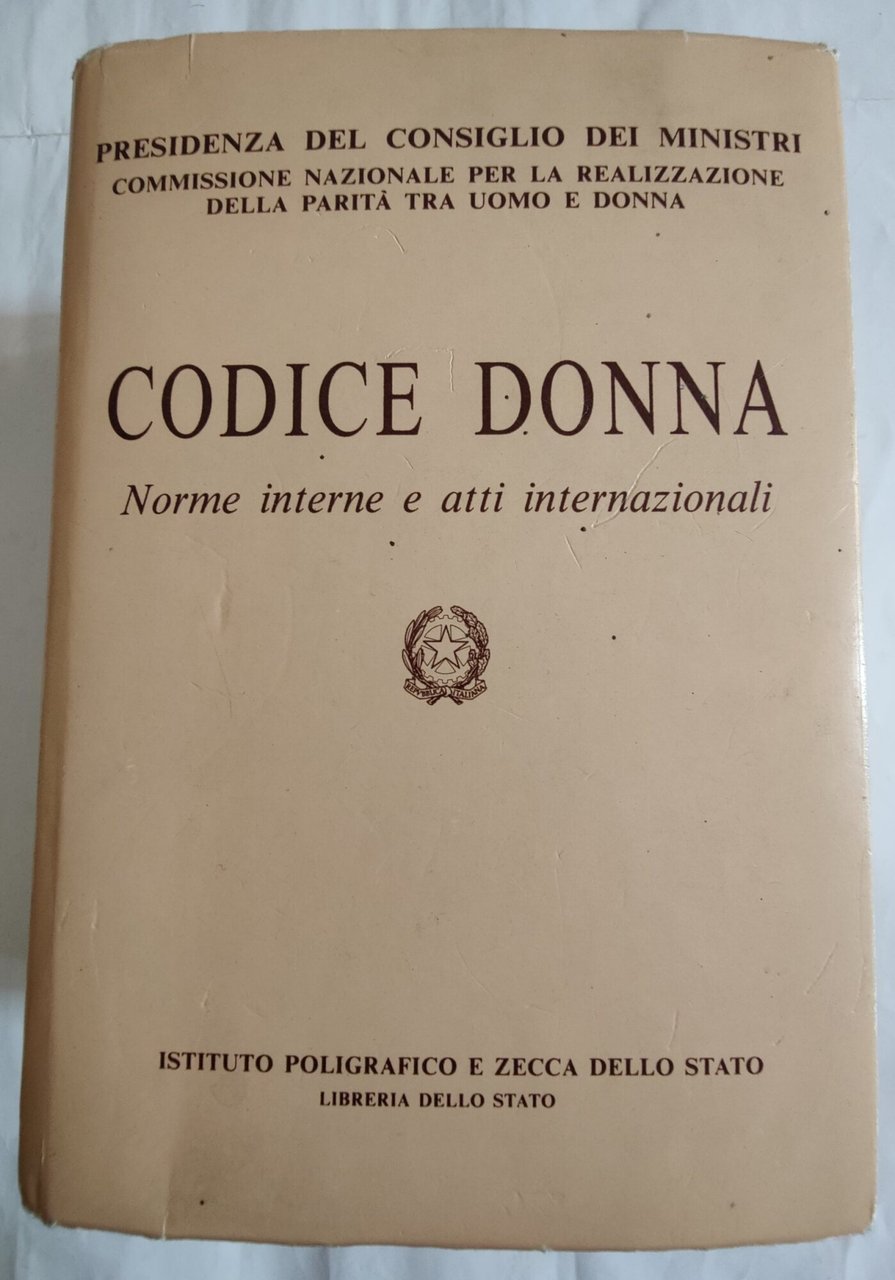 PRESIDENZA DEL CONSIGLIO DEI MINISTRI
COMMISSIONE NAZIONALE PER LA REALIZZAZIONE
DELLA PARITÀ TRA UOMO E DONNA
CODICE DONNA
Norme interne e atti internazionali
REPVBBLICA ITALIANA
ISTITUTO POLIGRAFICO E ZECCA DELLO STATO
LIBRERIA DELLO STATO